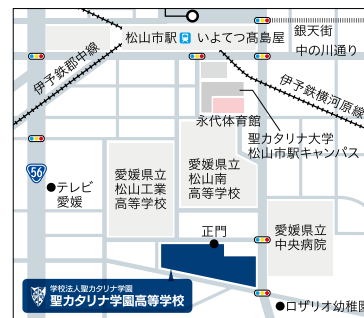 松山市駅 いよてつ髙島屋
銀天街
中の川通り
伊予鉄郡中線
伊予鉄横河原線
永代体育館
聖カタリナ大学
松山市駅キャンパス
56
テレビ
愛媛
愛媛県立
松山工業
高等学校
愛媛県立
松山南
高等学校
正門
愛媛県立
中央病院
学校法人聖カタリナ学園
聖カタリナ学園高等学校
ロザリオ幼稚園